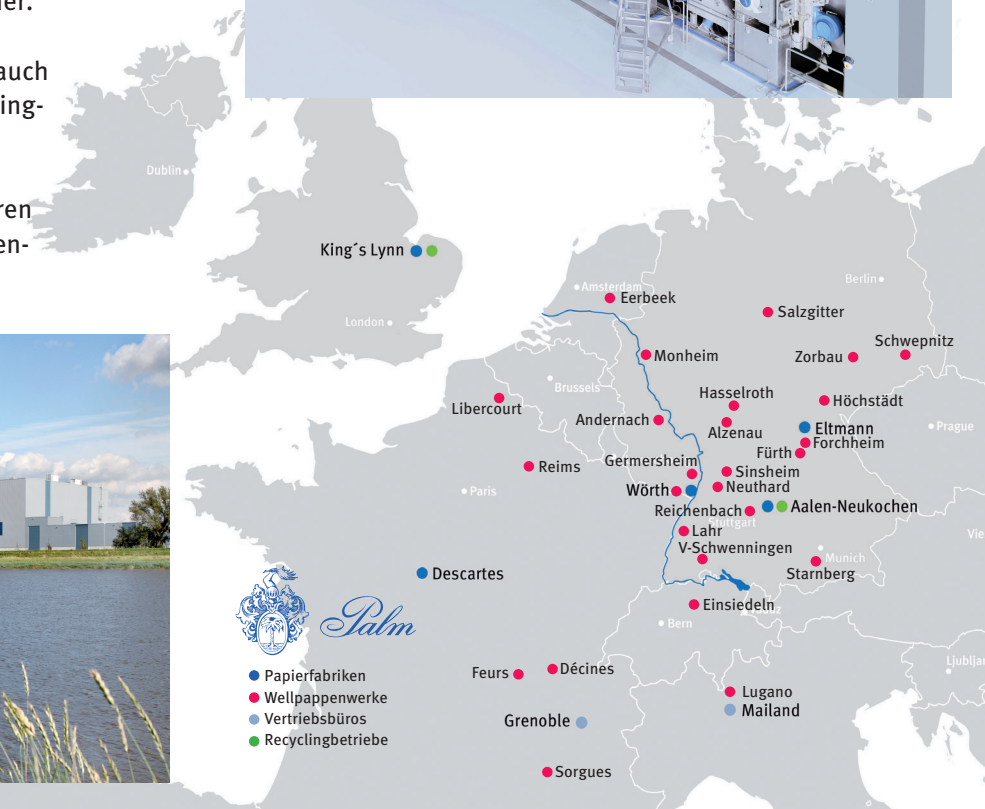 auch
ing-
ren
en-
Dublin
King´s Lynn
London
Amsterdam
Eerbeek
Berlin
Salzgitter
Monheim
Zorbau
Schwepnitz
Brussels
Libercourt
Hasselroth
Höchstädt
Andernach
Alzenau
Eltmann
Prague
Forchheim
Fürth
Germersheim
Reims
Sinsheim
Paris
Wörth
Neuthard
Reichenbach
Aalen-Neukochen
Stuttgart
Lahr
V-Schwenningen
Munich
Starnberg
Descartes
Einsiedeln
Bern
Palm
Feurs
Décines
Papierfabriken
Wellpappenwerke
Vertriebsbüros
Recyclingbetriebe
Lugano
Mailand
Grenoble
Sorgues